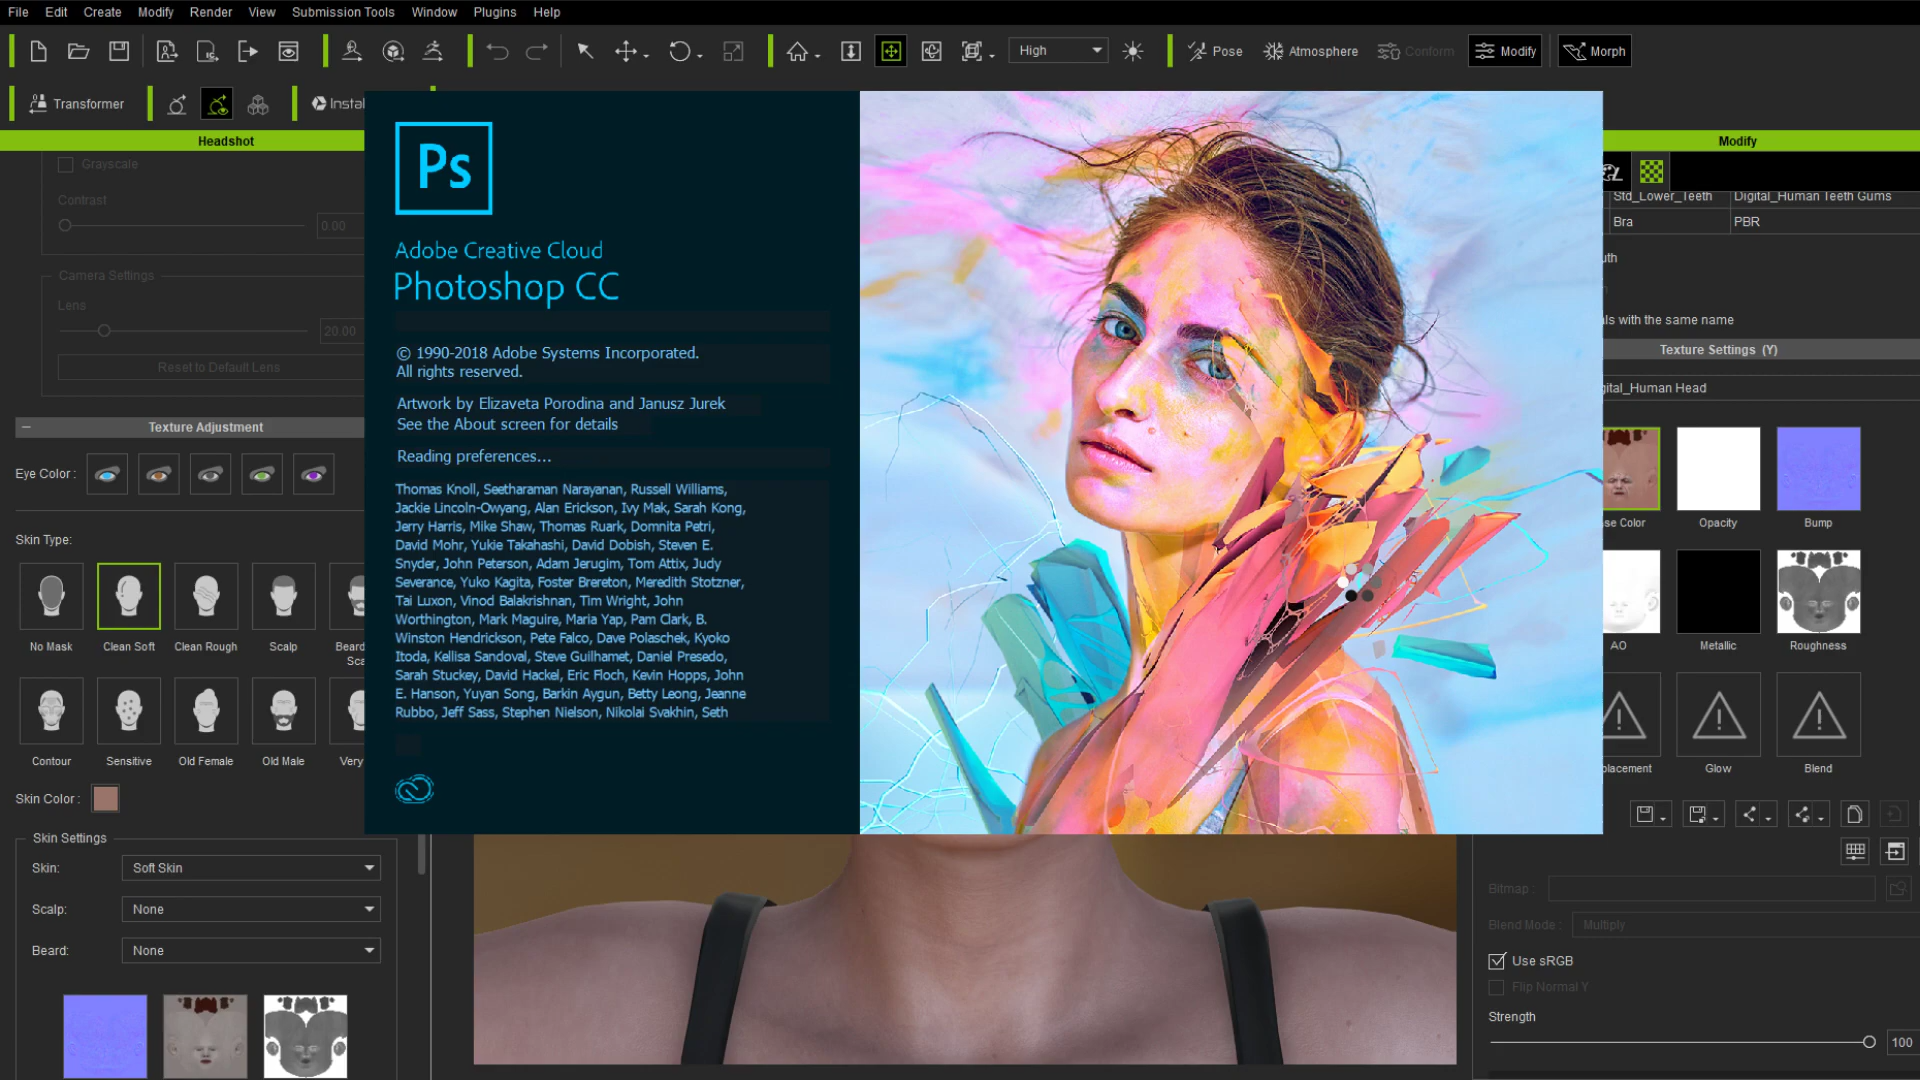 File Edit Create Modify Render View Submission Tools Window Plugins Help
High
Pose
Atmosphere
Conform
Modify
Morph
Transformer
Headshot
Grayscale
Contrast
0.00
Camera Settings
Lens
20.00
Reset to Default Lens
Texture Adjustment
Eye Color :
Skin Type:
No Mask
Clean Soft
Clean Rough
Scalp
Beard
Contour
Sensitive
Old Female
Old Male
Very
Skin Color :
Skin Settings
Skin:
Soft Skin
Scalp:
None
Beard:
None
Ps
Adobe Creative Cloud
Photoshop CC
© 1990-2018 Adobe Systems Incorporated.
All rights reserved.
Artwork by Elizaveta Porodina and Janusz Jurek
See the About screen for details
Reading preferences...
Thomas Knoll, Seetharaman Narayanan, Russell Williams,
Jackie Lincoln-Owyang, Alan Erickson, Ivy Mak, Sarah Kong,
Jerry Harris, Mike Shaw, Thomas Ruark, Domnita Petri,
David Mohr, Yukie Takahashi, David Dobish, Steven E.
Snyder, John Peterson, Adam Jerugim, Tom Attix, Judy
Severance, Yuko Kagita, Foster Brereton, Meredith Stotzner,
Tai Luxon, Vinod Balakrishnan, Tim Wright, John
Worthington, Mark Maguire, Maria Yap, Pam Clark, B.
Winston Hendrickson, Pete Falco, Dave Polaschek, Kyoko
Itoda, Kellisa Sandoval, Steve Guilhamet, Daniel Presedo,
Sarah Stuckey, David Hackel, Eric Floch, Kevin Hopps, John
E. Hanson, Yuyan Song, Barkin Aygun, Betty Leong, Jeanne
Rubbo, Jeff Sass, Stephen Nielson, Nikolai Svakhin, Seth
Modify
Std_Lower_Teeth
Digital_Human Teeth Gums
Bra
PBR
with the same name
Texture Settings (Y)
gital_Human Head
Color
Opacity
Bump
AO
Metallic
Roughness
placement
Glow
Blend
Bitmap :
Blend Mode :
Multiply
Use sRGB
Flip Normal Y
Strength
100